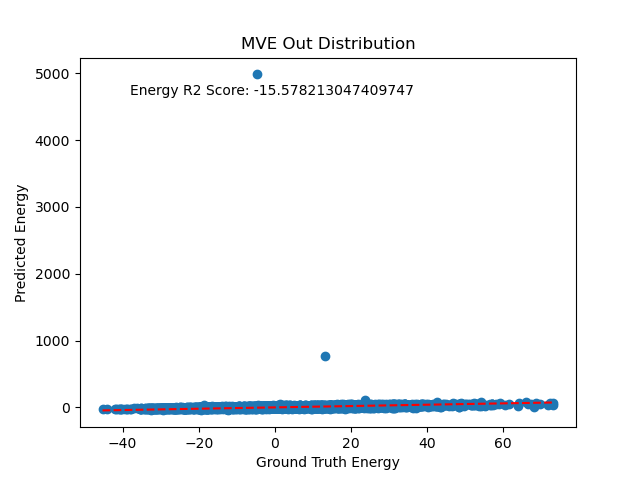 MVE Out Distribution
5000
Energy R2 Score: -15.578213047409747
4000
3000
2000
1000
0
Predicted Energy
−40 −20 0 20 40 60
Ground Truth Energy